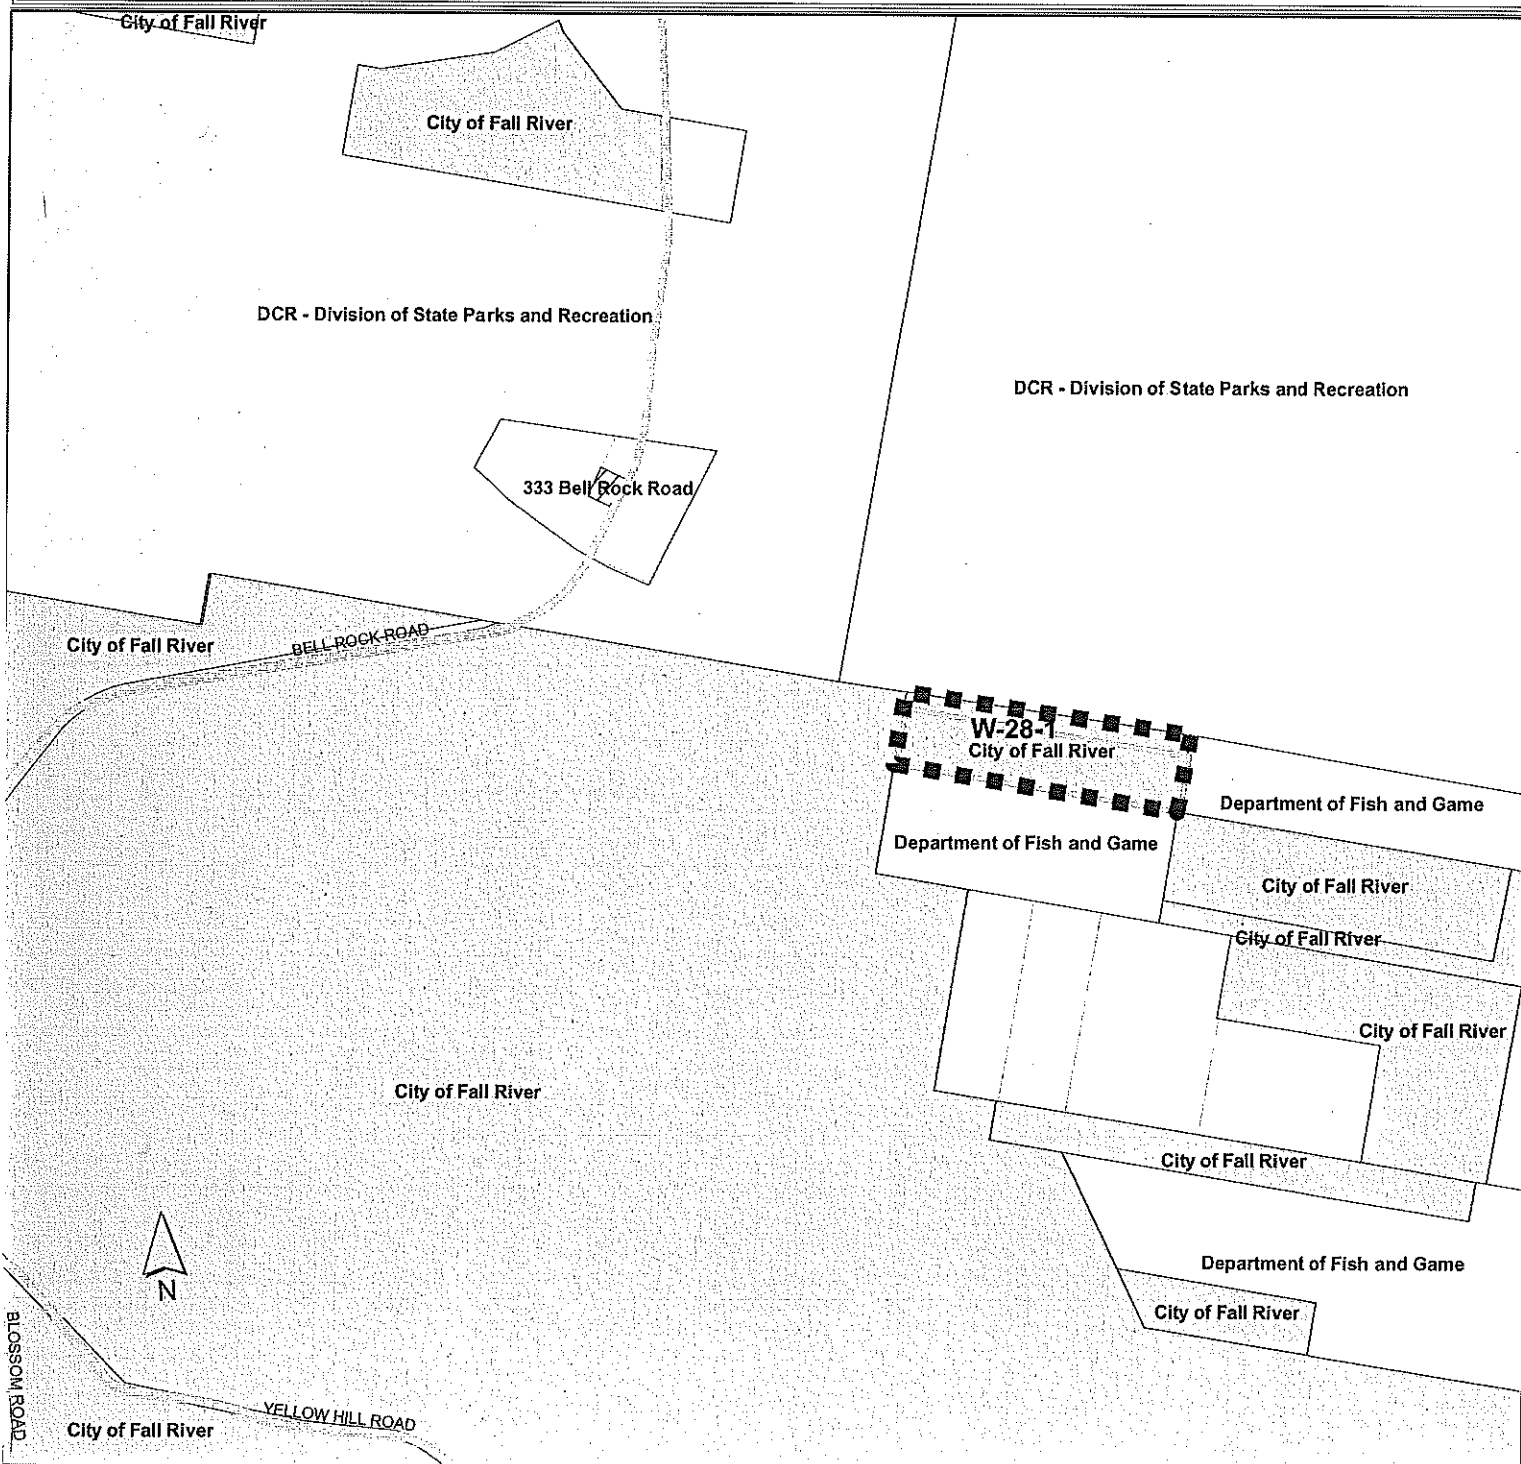 City of Fall River
City of Fall River
DCR - Division of State Parks and Recreation
DCR - Division of State Parks and Recreation
333 Bell Rock Road
BELL ROCK ROAD
City of Fall River
W-28-1
City of Fall River
Department of Fish and Game
Department of Fish and Game
City of Fall River
City of Fall River
City of Fall River
City of Fall River
City of Fall River
Department of Fish and Game
City of Fall River
N
BLOSSOM ROAD
YELLOW HILL ROAD
City of Fall River